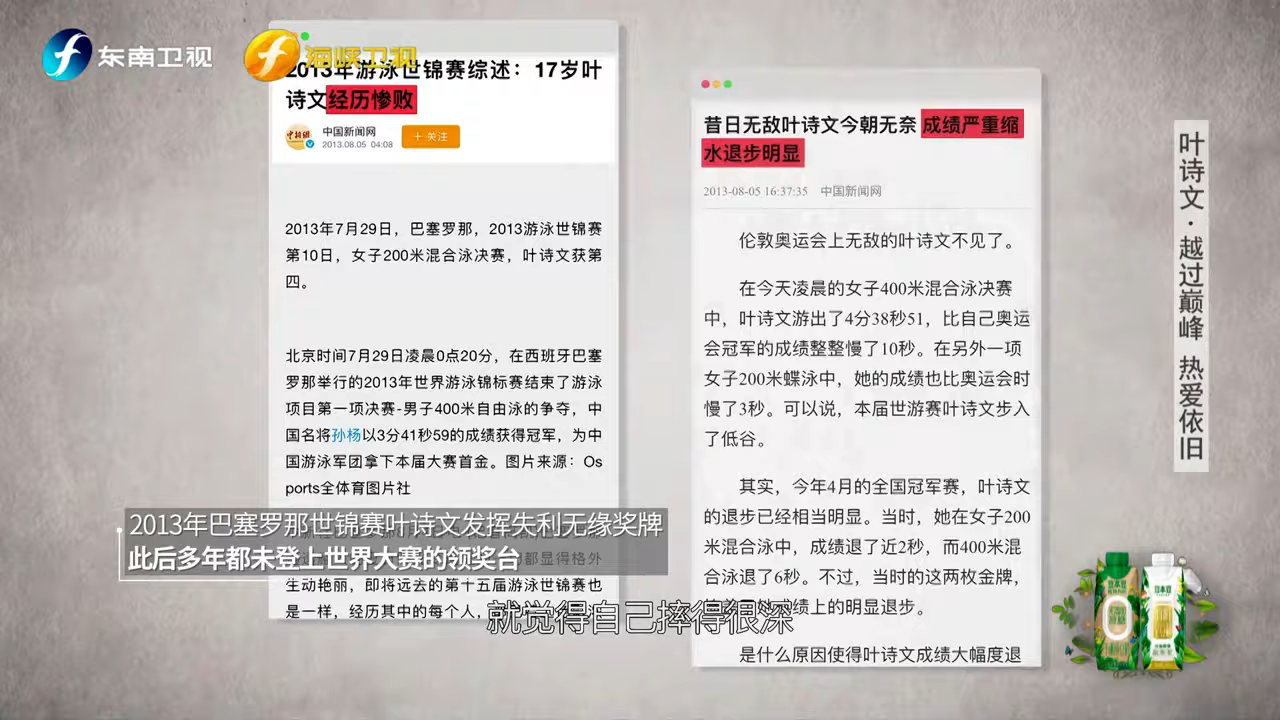 东南卫视
海峡卫视
2013年游泳世锦赛综述：17岁叶
诗文经历惨败
中国新闻网
2013.08.05 04:08
＋关注
2013年7月29日，巴塞罗那，2013游泳世锦赛
第10日，女子200米混合泳决赛，叶诗文获第
四。
北京时间7月29日凌晨0点20分，在西班牙巴塞
罗那举行的2013年世界游泳锦标赛结束了游泳
项目第一项决赛-男子400米自由泳的争夺，中
国名将孙杨以3分41秒59的成绩获得冠军，为中
国游泳军团拿下本届大赛首金。图片来源：Os
ports全体育图片社
都显得格外
生动艳丽，即将远去的第十五届游泳世锦赛也
是一样，经历其中的每个人，
昔日无敌叶诗文今朝无奈 成绩严重缩
水退步明显
2013-08-05 16:37:35 中国新闻网
伦敦奥运会上无敌的叶诗文不见了。
在今天凌晨的女子400米混合泳决赛
中，叶诗文游出了4分38秒51，比自己奥运
会冠军的成绩整整慢了10秒。在另外一项
女子200米蝶泳中，她的成绩也比奥运会时
慢了3秒。可以说，本届世游赛叶诗文步入
了低谷。
其实，今年4月的全国冠军赛，叶诗文
的退步已经相当明显。当时，她在女子200
米混合泳中，成绩退了近2秒，而400米混
合泳退了6秒。不过，当时的这两枚金牌，
成绩上的明显退步。
是什么原因使得叶诗文成绩大幅度退
叶诗文·越过巅峰 热爱依旧
2013年巴塞罗那世锦赛叶诗文发挥失利无缘奖牌
此后多年都未登上世界大赛的领奖台
就觉得自己摔得很深
豆本豆
豆本豆